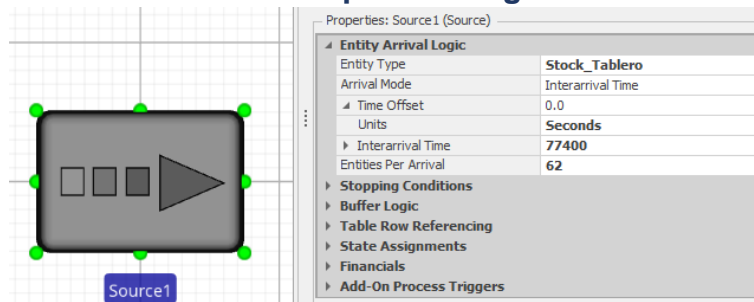 Properties: Source1 (Source)
Entity Arrival Logic
Entity Type Stock_Tablero
Arrival Mode Interarrival Time
Time Offset 0.0
Units Seconds
Interarrival Time 77400
Entities Per Arrival 62
Stopping Conditions
Buffer Logic
Table Row Referencing
State Assignments
Financials
Add-On Process Triggers
Source1